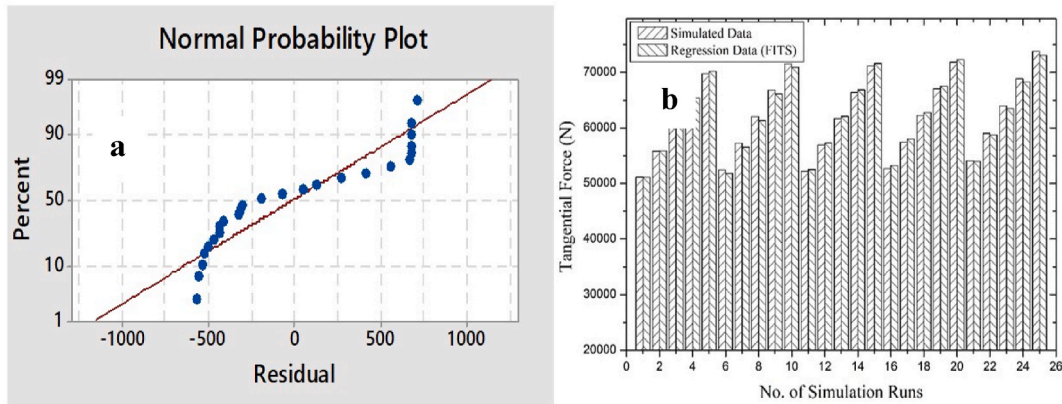 Normal Probability Plot
99
90
50
10
1
Percent
a
-1000 -500 0 500 1000
Residual
Simulated Data
Regression Data (FITS)
b
70000
60000
50000
40000
30000
20000
Tangential Force (N)
0 2 4 6 8 10 12 14 16 18 20 22 24 26
No. of Simulation Runs